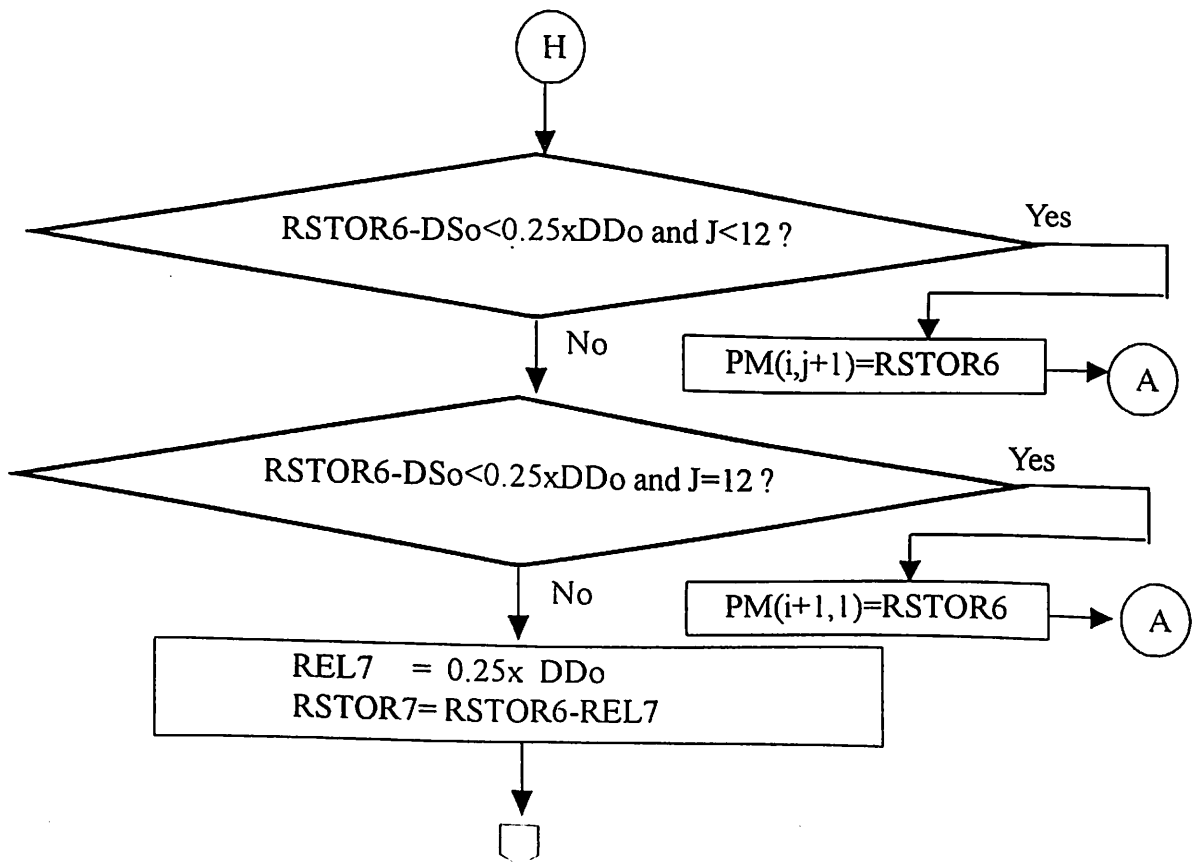 H
RSTOR6-DSo<0.25xDDo and J<12 ?
Yes
No
PM(i,j+1)=RSTOR6
A
RSTOR6-DSo<0.25xDDo and J=12 ?
Yes
No
PM(i+1,1)=RSTOR6
A
REL7 = 0.25x DDo
RSTOR7= RSTOR6-REL7